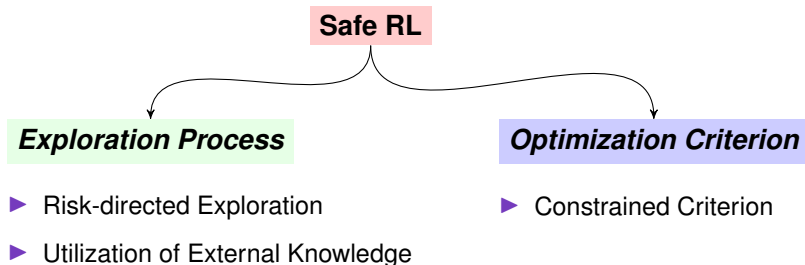 Safe RL
Exploration Process
Optimization Criterion
Risk-directed Exploration
Constrained Criterion
Utilization of External Knowledge